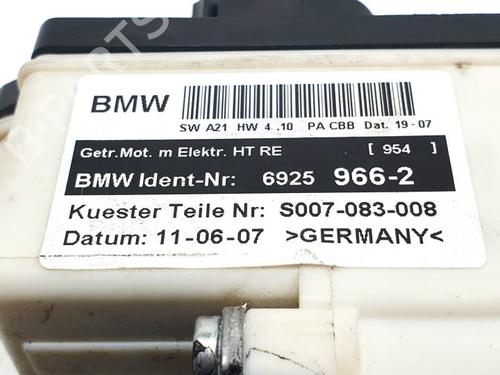 BMW
SW A21 HW 4 .10 PA CBB Dat. 19-07
Getr.Mot. m Elektr. HT RE [ 954 ]
BMW Ident-Nr: 6925 966-2
Kuester Teile Nr: S007-083-008
Datum: 11-06-07 >GERMANY<